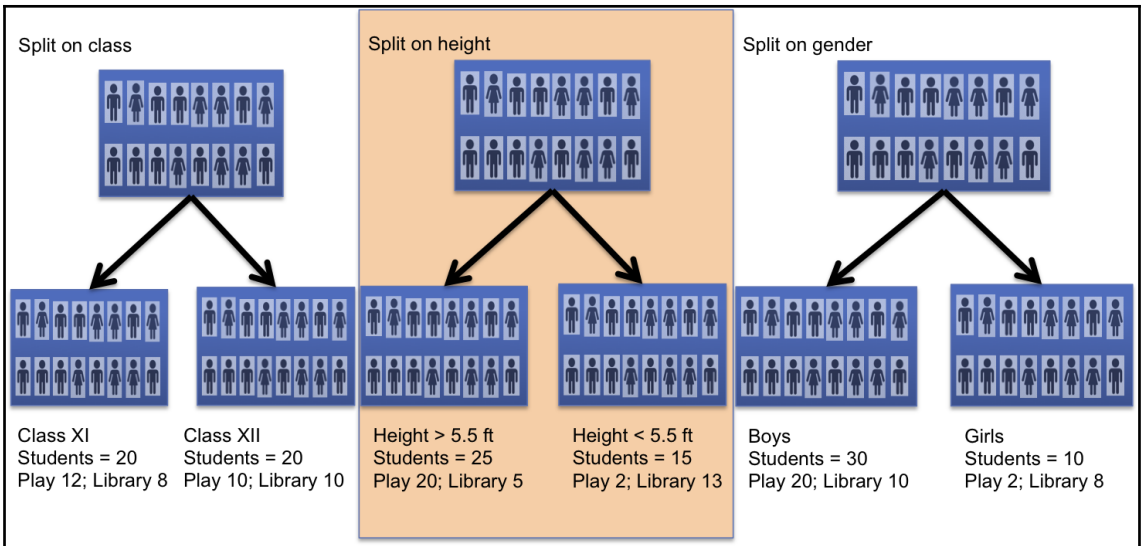 Split on class
Split on height
Split on gender
Class XI
Students = 20
Play 12; Library 8
Class XII
Students = 20
Play 10; Library 10
Height > 5.5 ft
Students = 25
Play 20; Library 5
Height < 5.5 ft
Students = 15
Play 2; Library 13
Boys
Students = 30
Play 20; Library 10
Girls
Students = 10
Play 2; Library 8